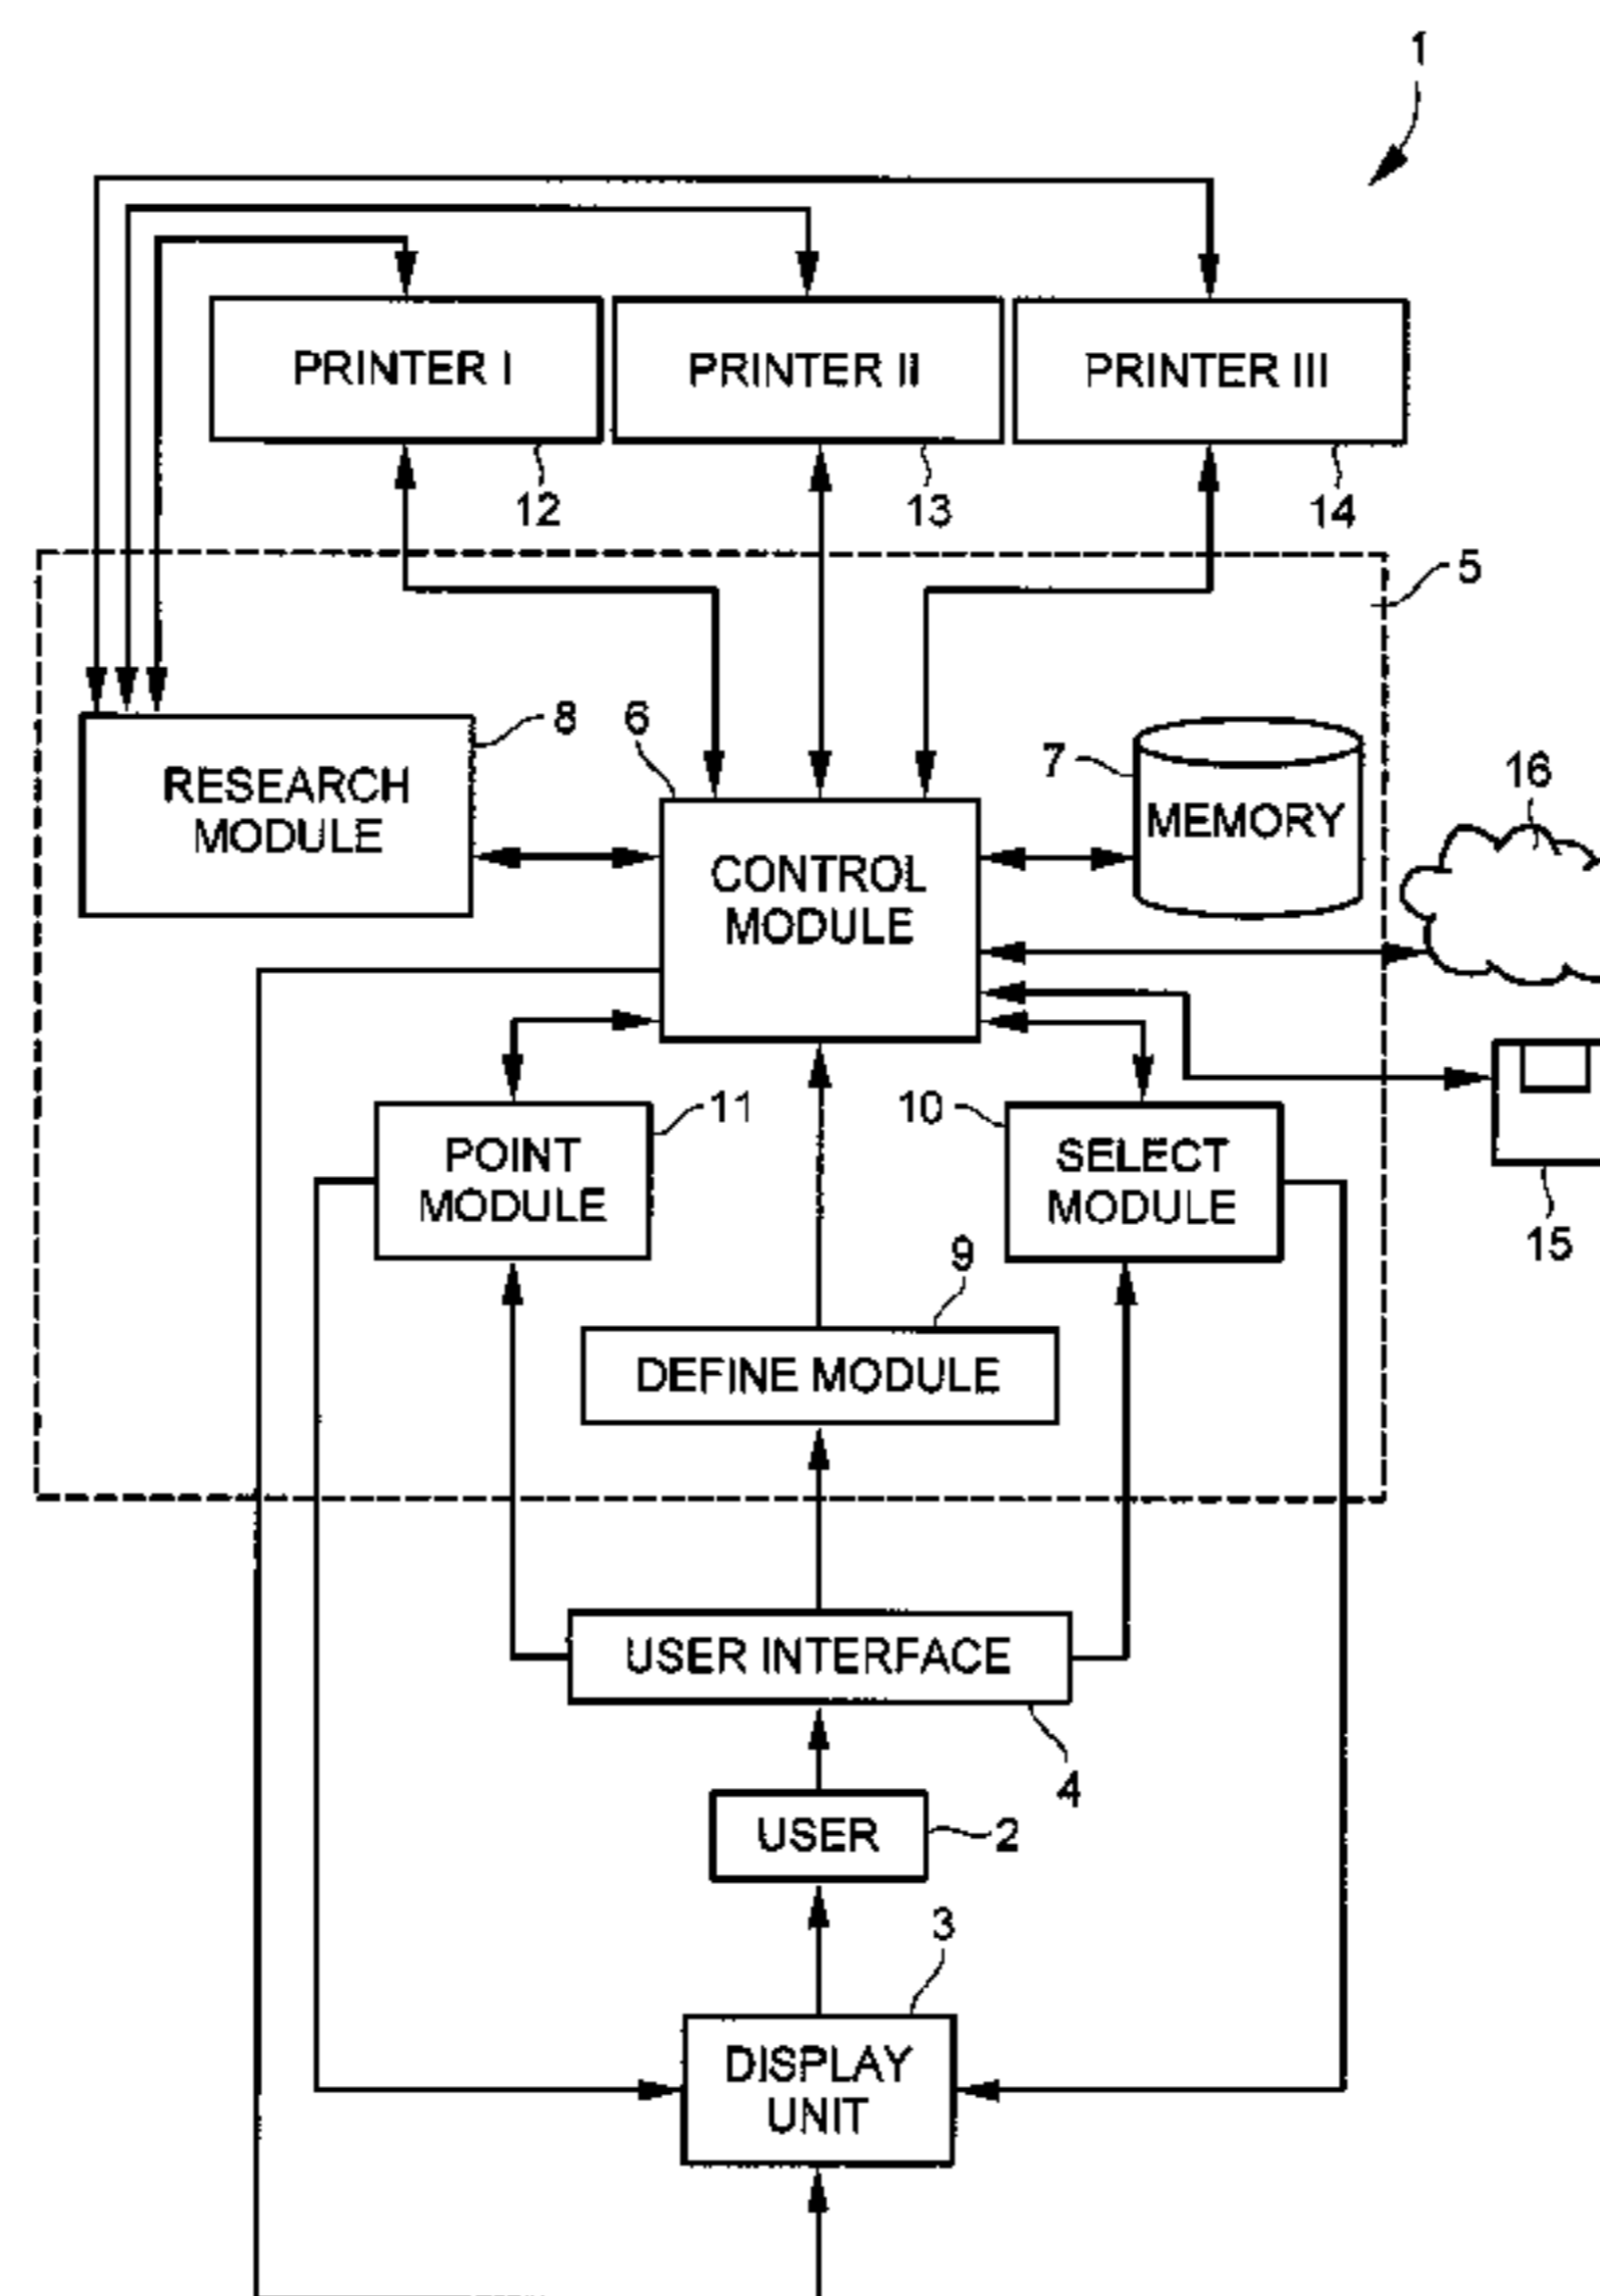 1
PRINTER I
PRINTER II
PRINTER III
12
13
14
5
8
6
7
16
RESEARCH
MODULE
MEMORY
CONTROL
MODULE
11
10
POINT
MODULE
SELECT
MODULE
15
9
DEFINE MODULE
USER INTERFACE
4
USER
2
3
DISPLAY
UNIT